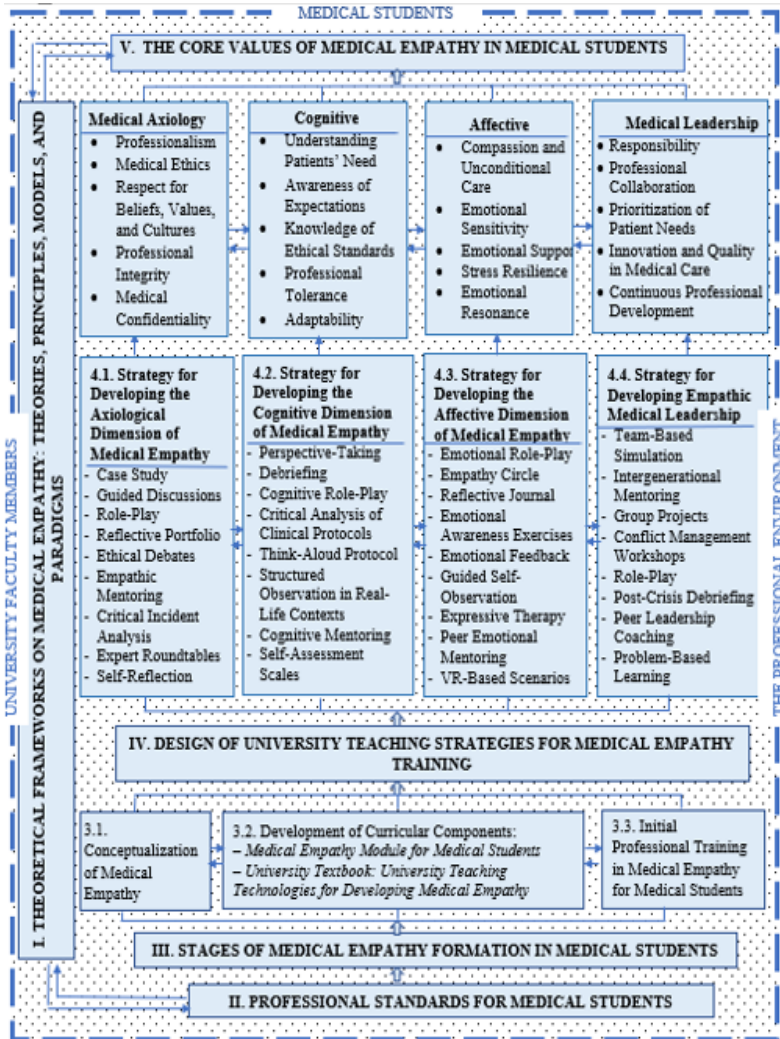 MEDICAL STUDENTS
V. THE CORE VALUES OF MEDICAL EMPATHY IN MEDICAL STUDENTS
I. THEORETICAL FRAMEWORKS ON MEDICAL EMPATHY: THEORIES, PRINCIPLES, MODELS, AND
PARADIGMS
UNIVERSITY FACULTY MEMBERS
Medical Axiology
• Professionalism
• Medical Ethics
• Respect for
Beliefs, Values,
and Cultures
• Professional
Integrity
• Medical
Confidentiality
Cognitive
• Understanding
Patients’ Need
• Awareness of
Expectations
• Knowledge of
Ethical Standards
• Professional
Tolerance
• Adaptability
Affective
• Compassion and
Unconditional
Care
• Emotional
Sensitivity
• Emotional Suppor
• Stress Resilience
• Emotional
Resonance
Medical Leadership
• Responsibility
• Professional
Collaboration
• Prioritization of
Patient Needs
• Innovation and Quality
in Medical Care
• Continuous Professional
Development
4.1. Strategy for
Developing the
Axiological
Dimension of
Medical Empathy
- Case Study
- Guided Discussions
- Role-Play
- Reflective Portfolio
- Ethical Debates
- Empathic
Mentoring
- Critical Incident
Analysis
- Expert Roundtables
- Self-Reflection
4.2. Strategy for
Developing the
Cognitive Dimension
of Medical Empathy
- Perspective-Taking
- Debriefing
- Cognitive Role-Play
- Critical Analysis of
Clinical Protocols
- Think-Aloud Protocol
- Structured
Observation in Real-
Life Contexts
- Cognitive Mentoring
- Self-Assessment
Scales
4.3. Strategy for
Developing the
Affective Dimension
of Medical Empathy
- Emotional Role-Play
- Empathy Circle
- Reflective Journal
- Emotional
Awareness Exercises
- Emotional Feedback
- Guided Self-
Observation
- Expressive Therapy
- Peer Emotional
Mentoring
- VR-Based Scenarios
4.4. Strategy for
Developing Empathic
Medical Leadership
- Team-Based
Simulation
- Intergenerational
Mentoring
- Group Projects
- Conflict Management
Workshops
- Role-Play
- Post-Crisis Debriefing
- Peer Leadership
Coaching
- Problem-Based
Learning
IV. DESIGN OF UNIVERSITY TEACHING STRATEGIES FOR MEDICAL EMPATHY
TRAINING
3.1.
Conceptualization
of Medical
Empathy
3.2. Development of Curricular Components:
– Medical Empathy Module for Medical Students
– University Textbook: University Teaching
Technologies for Developing Medical Empathy
3.3. Initial
Professional Training
in Medical Empathy
for Medical Students
III. STAGES OF MEDICAL EMPATHY FORMATION IN MEDICAL STUDENTS
II. PROFESSIONAL STANDARDS FOR MEDICAL STUDENTS